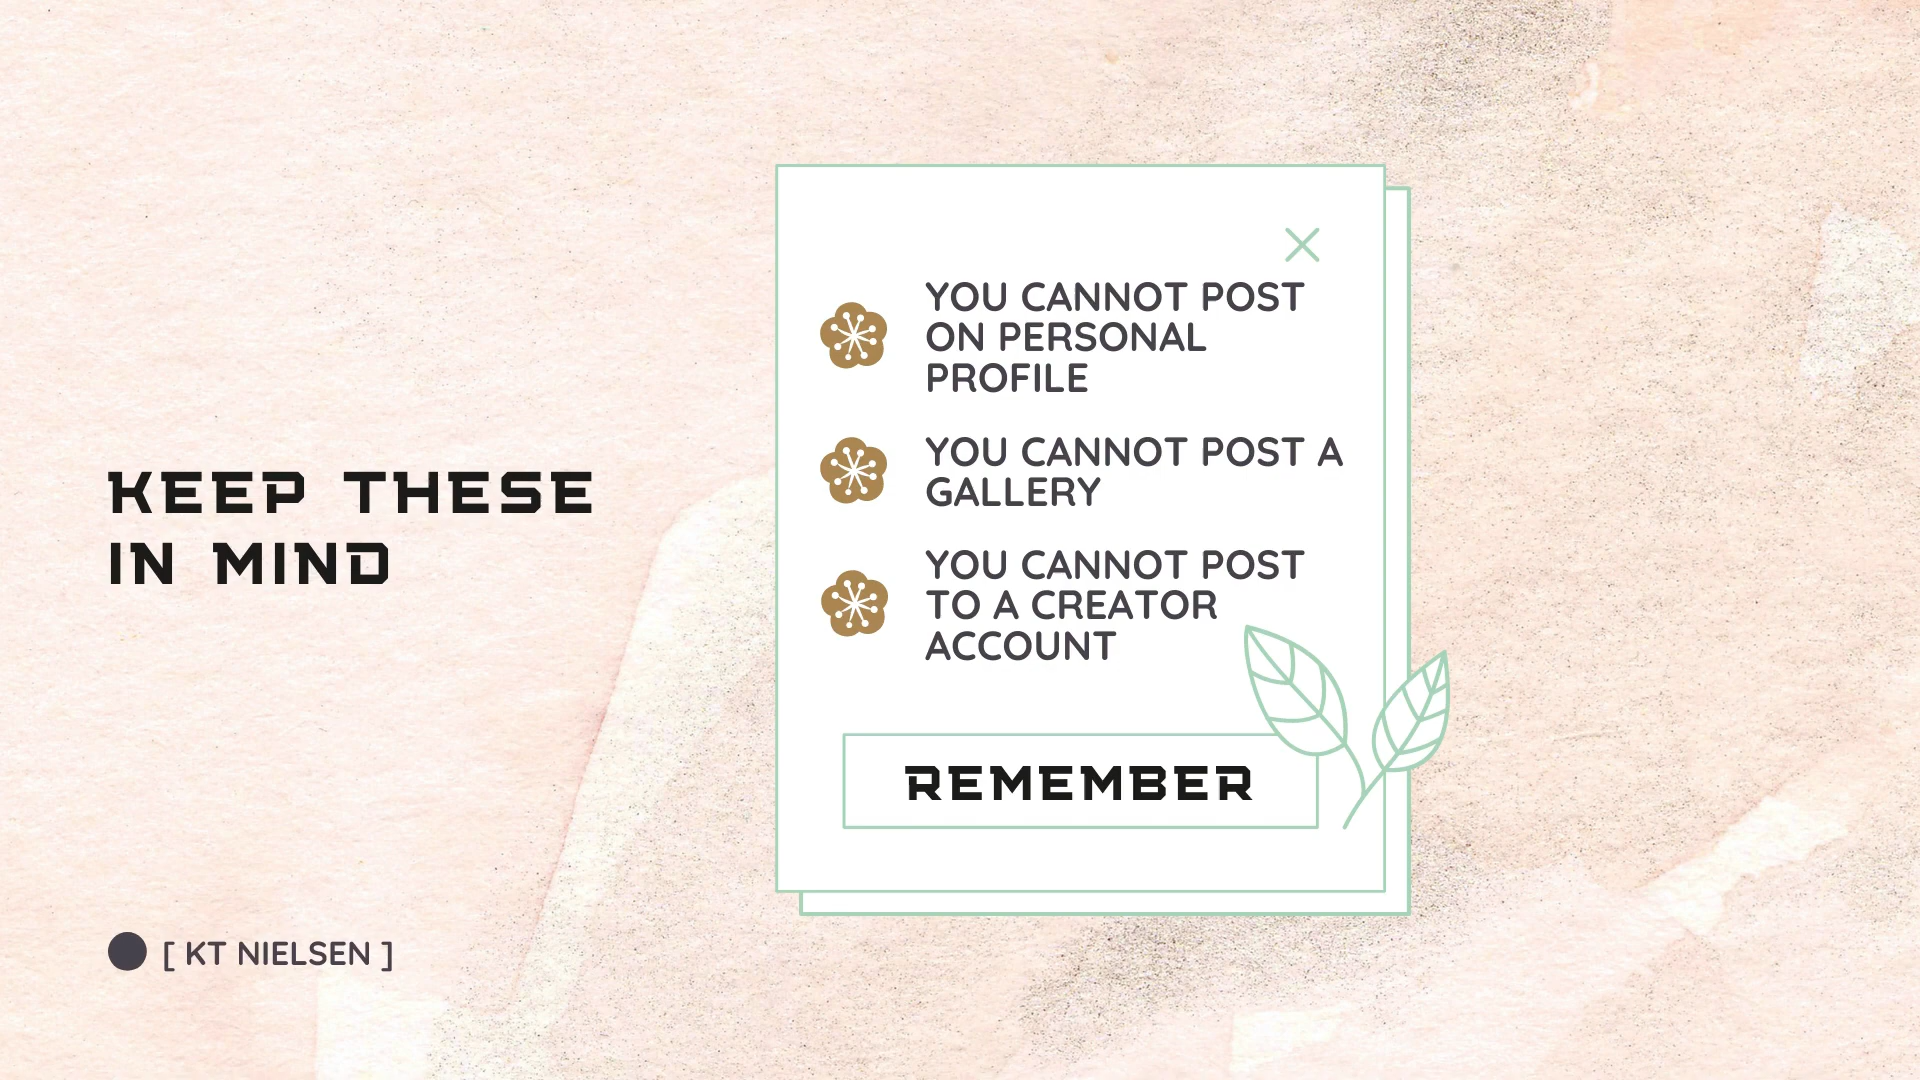 KEEP THESE
IN MIND
YOU CANNOT POST
ON PERSONAL
PROFILE
YOU CANNOT POST A
GALLERY
YOU CANNOT POST
TO A CREATOR
ACCOUNT
REMEMBER
[ KT NIELSEN ]